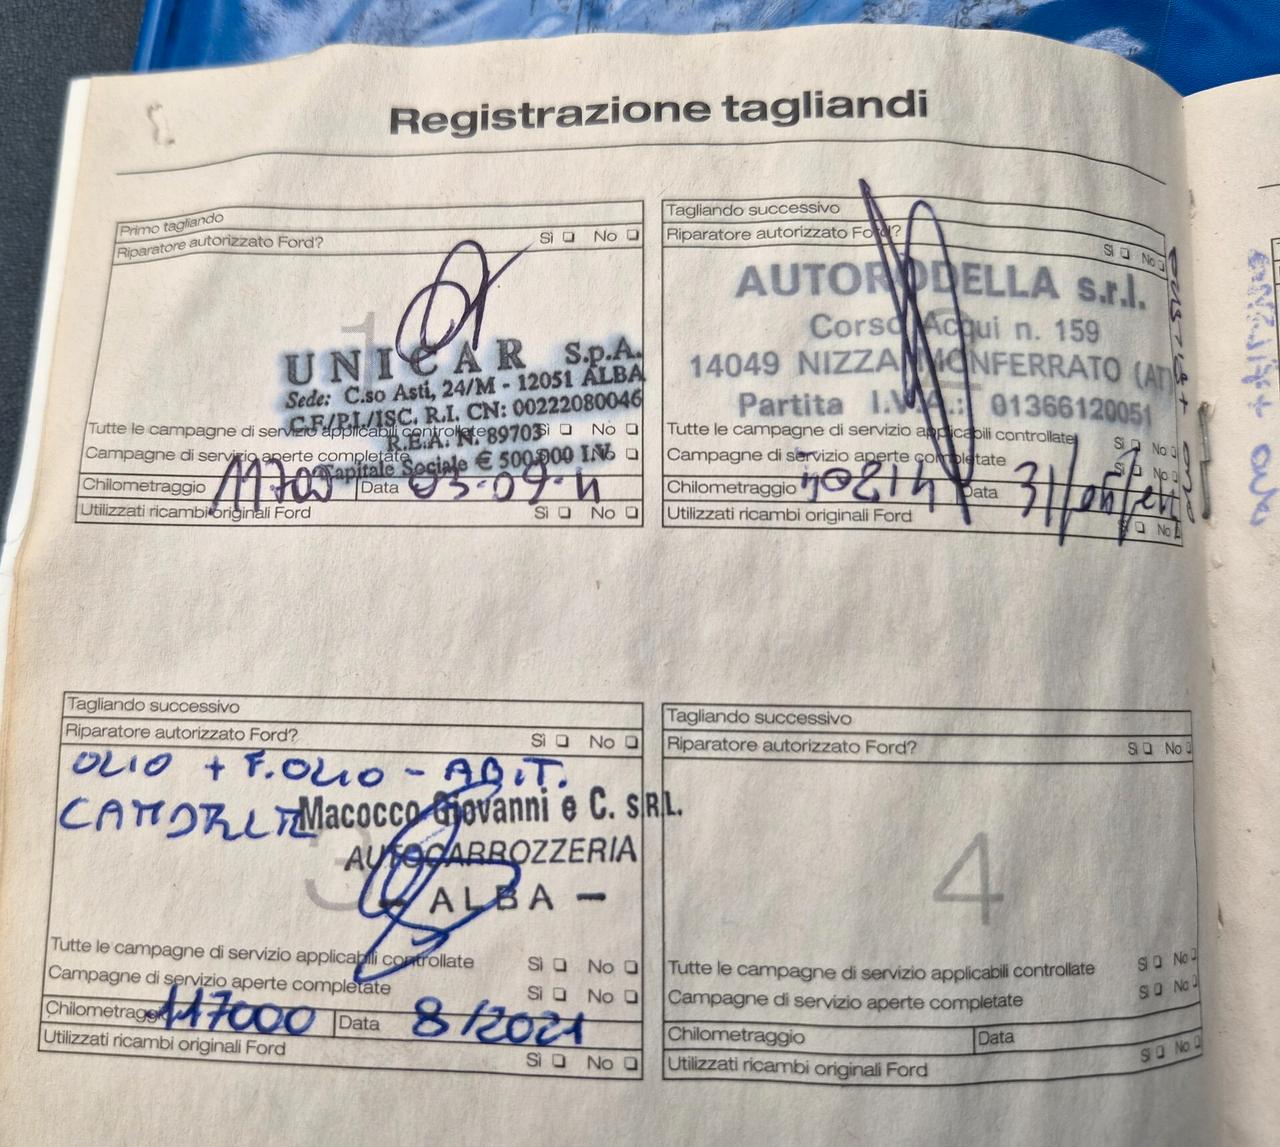 Registrazione tagliandi
Primo tagliando
Riparatore autorizzato Ford? Sì ❏ No ❏
1
UNICAR S.p.A.
Sede: C.so Asti, 24/M - 12051 ALBA
C.F./P.I./ISC. R.I. CN: 00222080046
R.E.A. N. 89703
Capitale Sociale € 500.000 I.V.
Tutte le campagne di servizio applicabili controllate Sì ❏ No ❏
Campagne di servizio aperte completate ❏
Chilometraggio 11700 Data 03-09-11
Utilizzati ricambi originali Ford Sì ❏ No ❏
Tagliando successivo
Riparatore autorizzato Ford? Sì ❏ No ❏
AUTORODELLA s.r.l.
Corso Acqui n. 159
14049 NIZZA MONFERRATO (AT)
Partita I.V.A.: 01366120051
Tutte le campagne di servizio applicabili controllate Sì ❏ No ❏
Campagne di servizio aperte completate Sì ❏ No ❏
Chilometraggio Data
Utilizzati ricambi originali Ford Sì ❏ No ❏
Tagliando successivo
Riparatore autorizzato Ford? Sì ❏ No ❏
OLIO + F.OLIO - ABIT.
3
Macocco Giovanni e C. S.R.L.
AUTOCARROZZERIA
- ALBA -
Tutte le campagne di servizio applicabili controllate Sì ❏ No ❏
Campagne di servizio aperte completate Sì ❏ No ❏
Chilometraggio 117000 Data 8/2021
Utilizzati ricambi originali Ford Sì ❏ No ❏
Tagliando successivo
Riparatore autorizzato Ford? Sì ❏ No ❏
4
Tutte le campagne di servizio applicabili controllate Sì ❏ No ❏
Campagne di servizio aperte completate Sì ❏ No ❏
Chilometraggio Data
Utilizzati ricambi originali Ford Sì ❏ No ❏